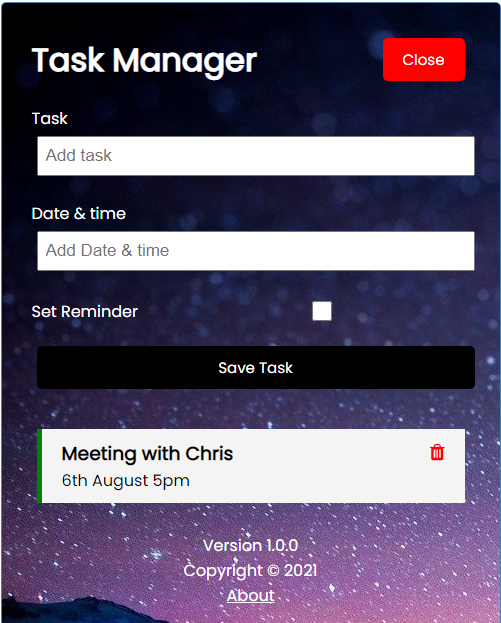 Task Manager
Close
Task
Add task
Date & time
Add Date & time
Set Reminder
Save Task
Meeting with Chris
6th August 5pm
Version 1.0.0
Copyright © 2021
About